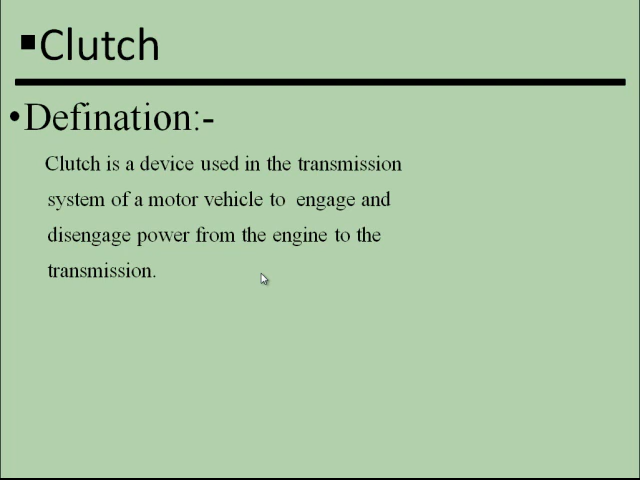 ▪Clutch
•Defination:-
Clutch is a device used in the transmission
system of a motor vehicle to engage and
disengage power from the engine to the
transmission.